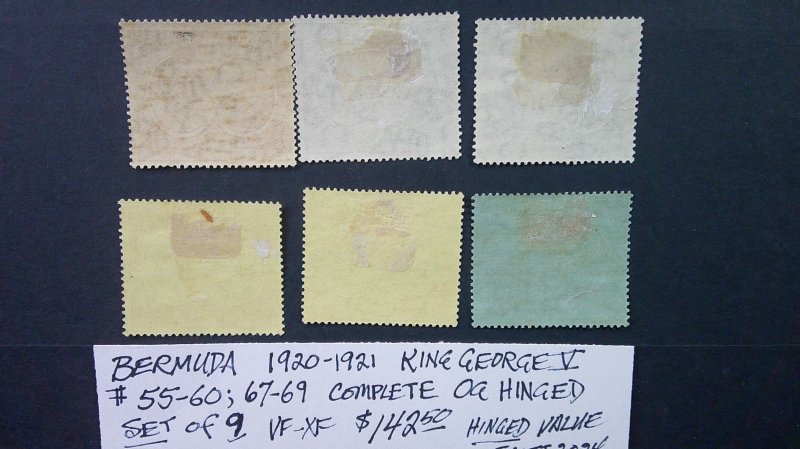 BERMUDA 1920-1921 KING GEORGE V
# 55-60; 67-69 COMPLETE OG HINGED
SET of 9 VF-XF $142.50 HINGED VALUE